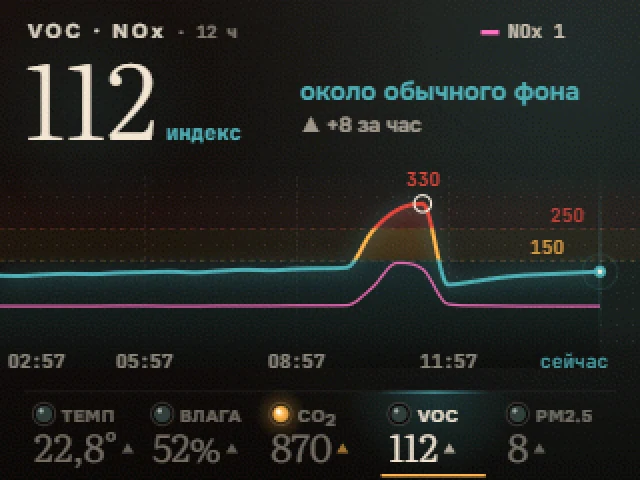 VOC · NOx · 12 ч
NOx 1
112 индекс
около обычного фона
▲ +8 за час
330
250
150
02:57 05:57 08:57 11:57 сейчас
ТЕМП ВЛАГА CO₂ VOC PM2.5
22,8° ▲ 52% ▲ 870 ▲ 112 ▲ 8 ▲